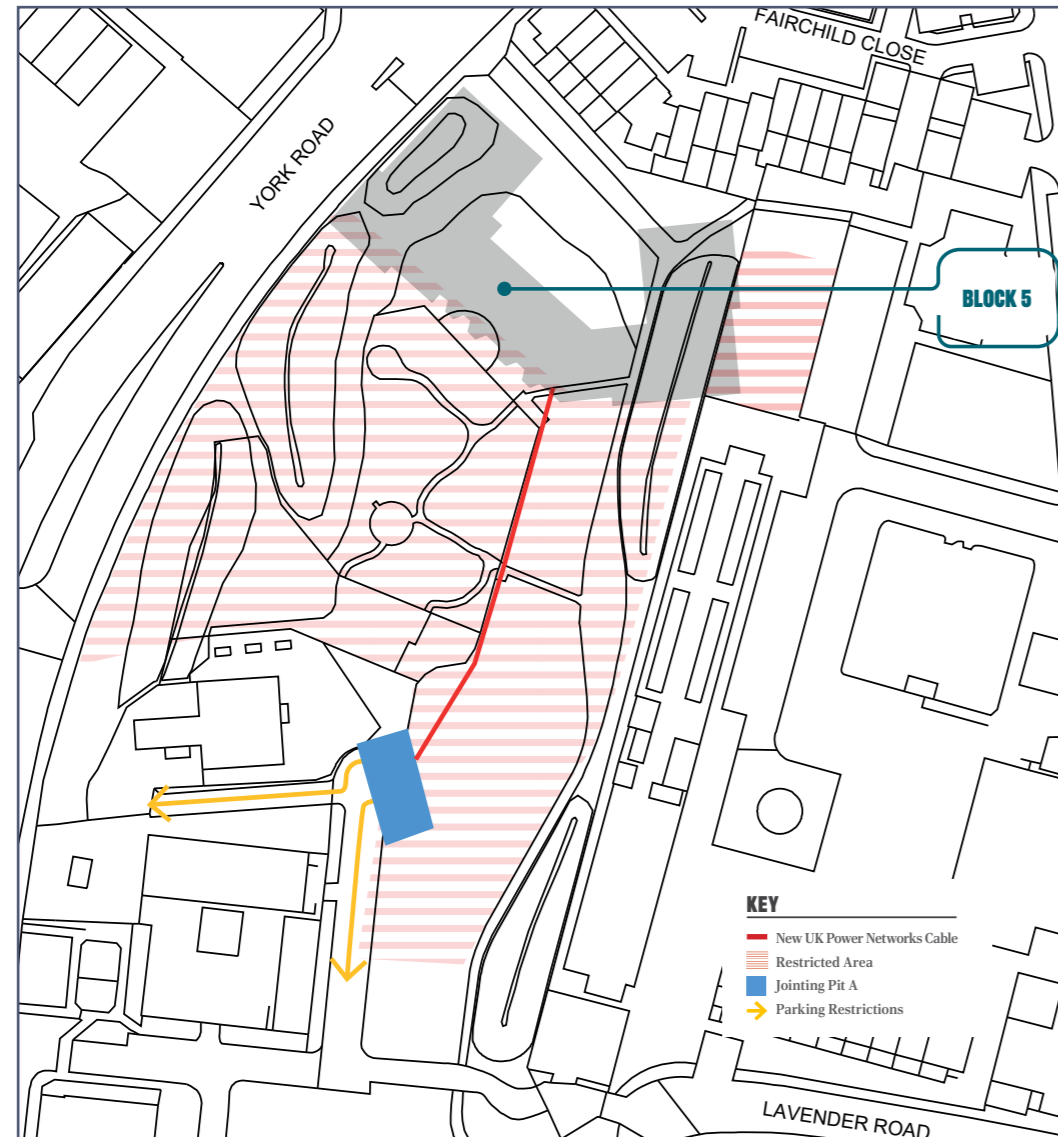 FAIRCHILD CLOSE
YORK ROAD
BLOCK 5
KEY
New UK Power Networks Cable
Restricted Area
Jointing Pit A
Parking Restrictions
LAVENDER ROAD